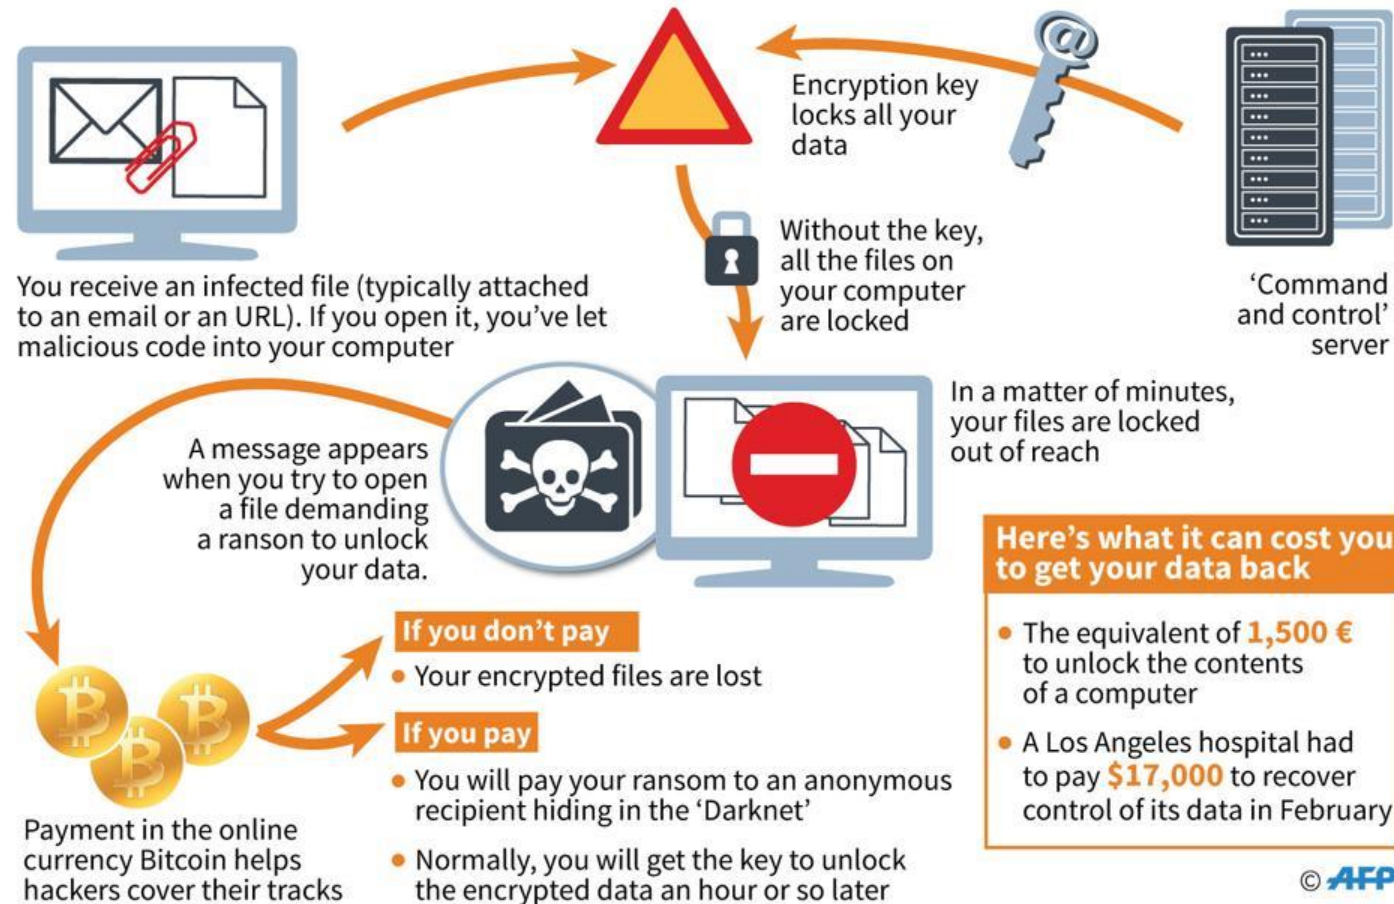 @
Encryption key
locks all your
data
You receive an infected file (typically attached
to an email or an URL). If you open it, you've let
malicious code into your computer
Without the key,
all the files on
your computer
are locked
'Command
and control'
server
In a matter of minutes,
your files are locked
out of reach
A message appears
when you try to open
a file demanding
a ranson to unlock
your data.
Payment in the online
currency Bitcoin helps
hackers cover their tracks
If you don't pay
• Your encrypted files are lost
If you pay
• You will pay your ransom to an anonymous
recipient hiding in the 'Darknet'
• Normally, you will get the key to unlock
the encrypted data an hour or so later
Here's what it can cost you
to get your data back
• The equivalent of 1,500 €
to unlock the contents
of a computer
• A Los Angeles hospital had
to pay $17,000 to recover
control of its data in February
© AFP